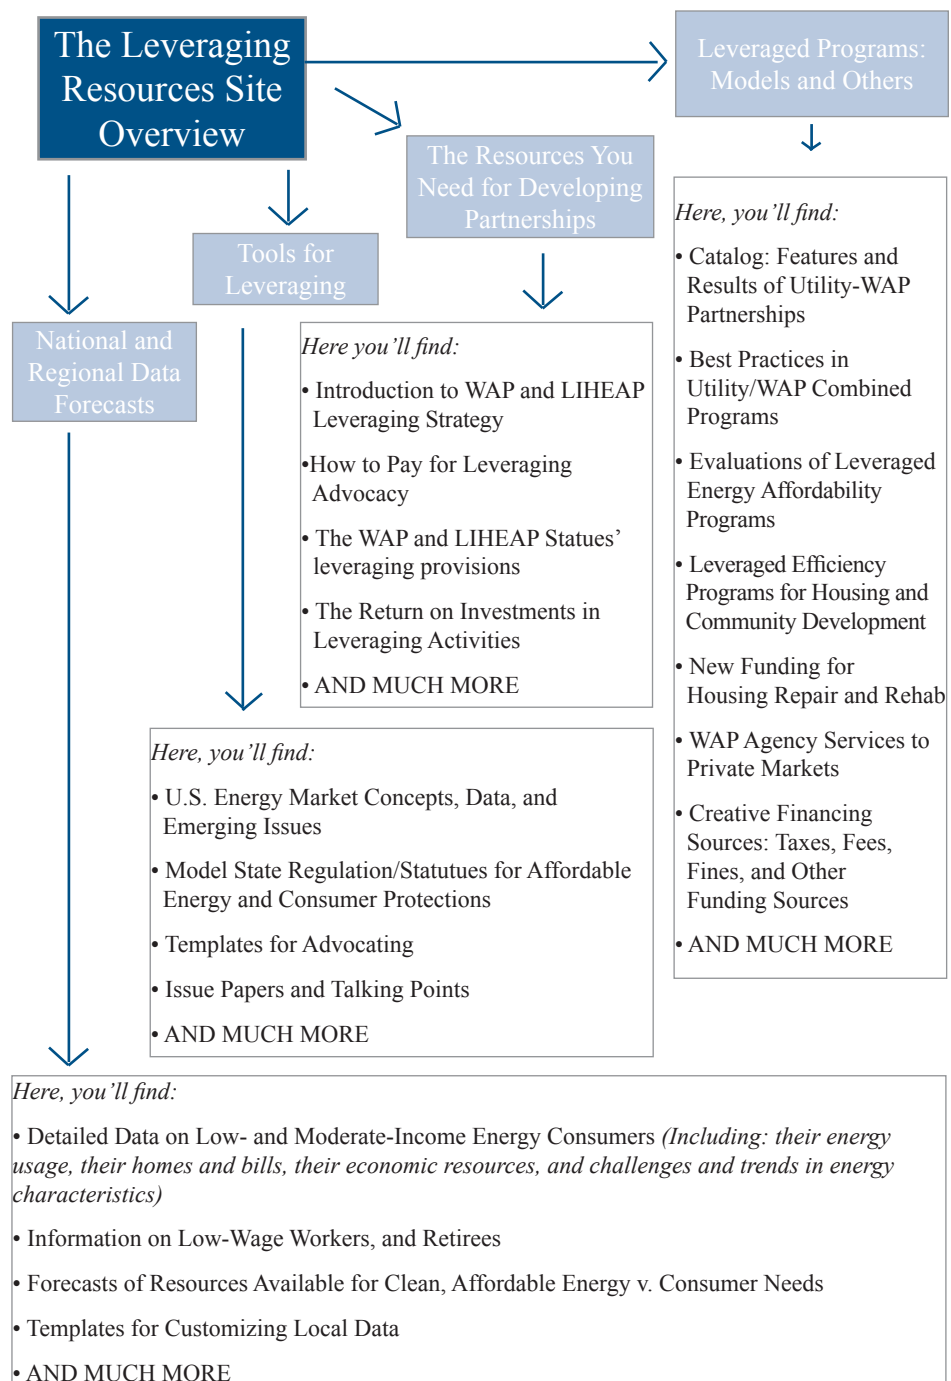 The Leveraging
Resources Site
Overview
Leveraged Programs:
Models and Others
The Resources You
Need for Developing
Partnerships
Tools for
Leveraging
National and
Regional Data
Forecasts
Here, you’ll find:
• Catalog: Features and
Results of Utility-WAP
Partnerships
• Best Practices in
Utility/WAP Combined
Programs
• Evaluations of Leveraged
Energy Affordability
Programs
• Leveraged Efficiency
Programs for Housing and
Community Development
• New Funding for
Housing Repair and Rehab
• WAP Agency Services to
Private Markets
• Creative Financing
Sources: Taxes, Fees,
Fines, and Other
Funding Sources
• AND MUCH MORE
Here you’ll find:
• Introduction to WAP and LIHEAP
Leveraging Strategy
•How to Pay for Leveraging
Advocacy
• The WAP and LIHEAP Statues’
leveraging provisions
• The Return on Investments in
Leveraging Activities
• AND MUCH MORE
Here, you’ll find:
• U.S. Energy Market Concepts, Data, and
Emerging Issues
• Model State Regulation/Statutues for Affordable
Energy and Consumer Protections
• Templates for Advocating
• Issue Papers and Talking Points
• AND MUCH MORE
Here, you’ll find:
• Detailed Data on Low- and Moderate-Income Energy Consumers (Including: their energy
usage, their homes and bills, their economic resources, and challenges and trends in energy
characteristics)
• Information on Low-Wage Workers, and Retirees
• Forecasts of Resources Available for Clean, Affordable Energy v. Consumer Needs
• Templates for Customizing Local Data
• AND MUCH MORE